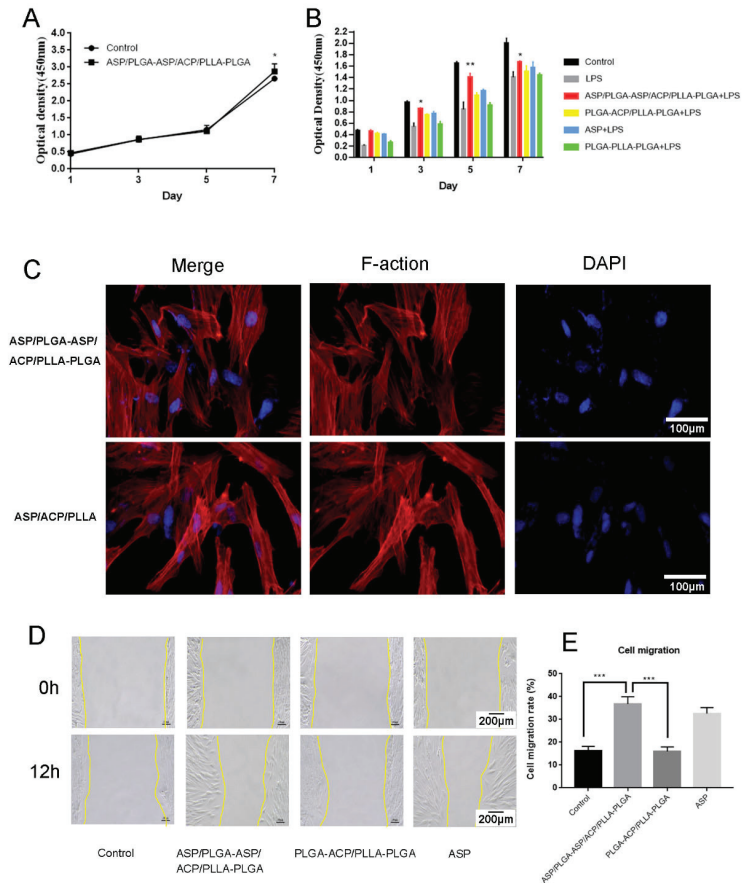 A
Optical density(450nm)
4.0
3.5
3.0
2.5
2.0
1.5
1.0
0.5
0.0
Control
ASP/PLGA-ASP/ACP/PLLA-PLGA
*
1
3
5
7
Day
B
Optical Density(450nm)
2.6
2.4
2.2
2.0
1.8
1.6
1.4
1.2
1.0
0.8
0.6
0.4
0.2
*
**
*
1
3
5
7
Day
Control
LPS
ASP/PLGA-ASP/ACP/PLLA-PLGA+LPS
PLGA-ACP/PLLA-PLGA+LPS
ASP+LPS
PLGA-PLLA-PLGA+LPS
C
Merge
F-action
DAPI
ASP/PLGA-ASP/
ACP/PLLA-PLGA
100μm
ASP/ACP/PLLA
100μm
D
0h
200μm
12h
200μm
Control
ASP/PLGA-ASP/
ACP/PLLA-PLGA
PLGA-ACP/PLLA-PLGA
ASP
E
Cell migration
Cell migration rate (%)
50
40
30
20
10
0
***
***
Control
ASP/PLGA-ASP/ACP/PLLA-PLGA
PLGA-ACP/PLLA-PLGA
ASP